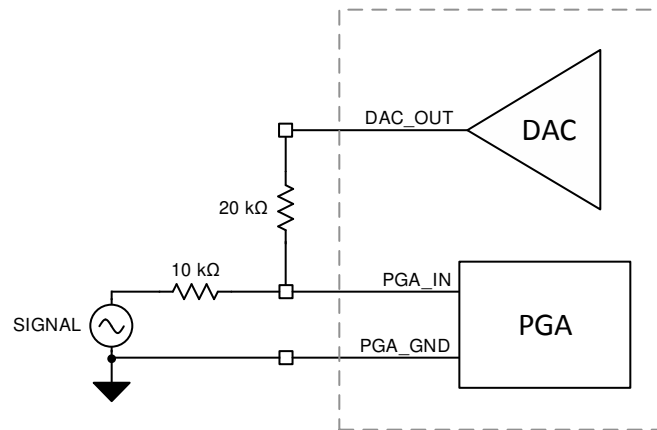 DAC_OUT
DAC
20 kΩ
10 kΩ
PGA_IN
SIGNAL
PGA
PGA_GND